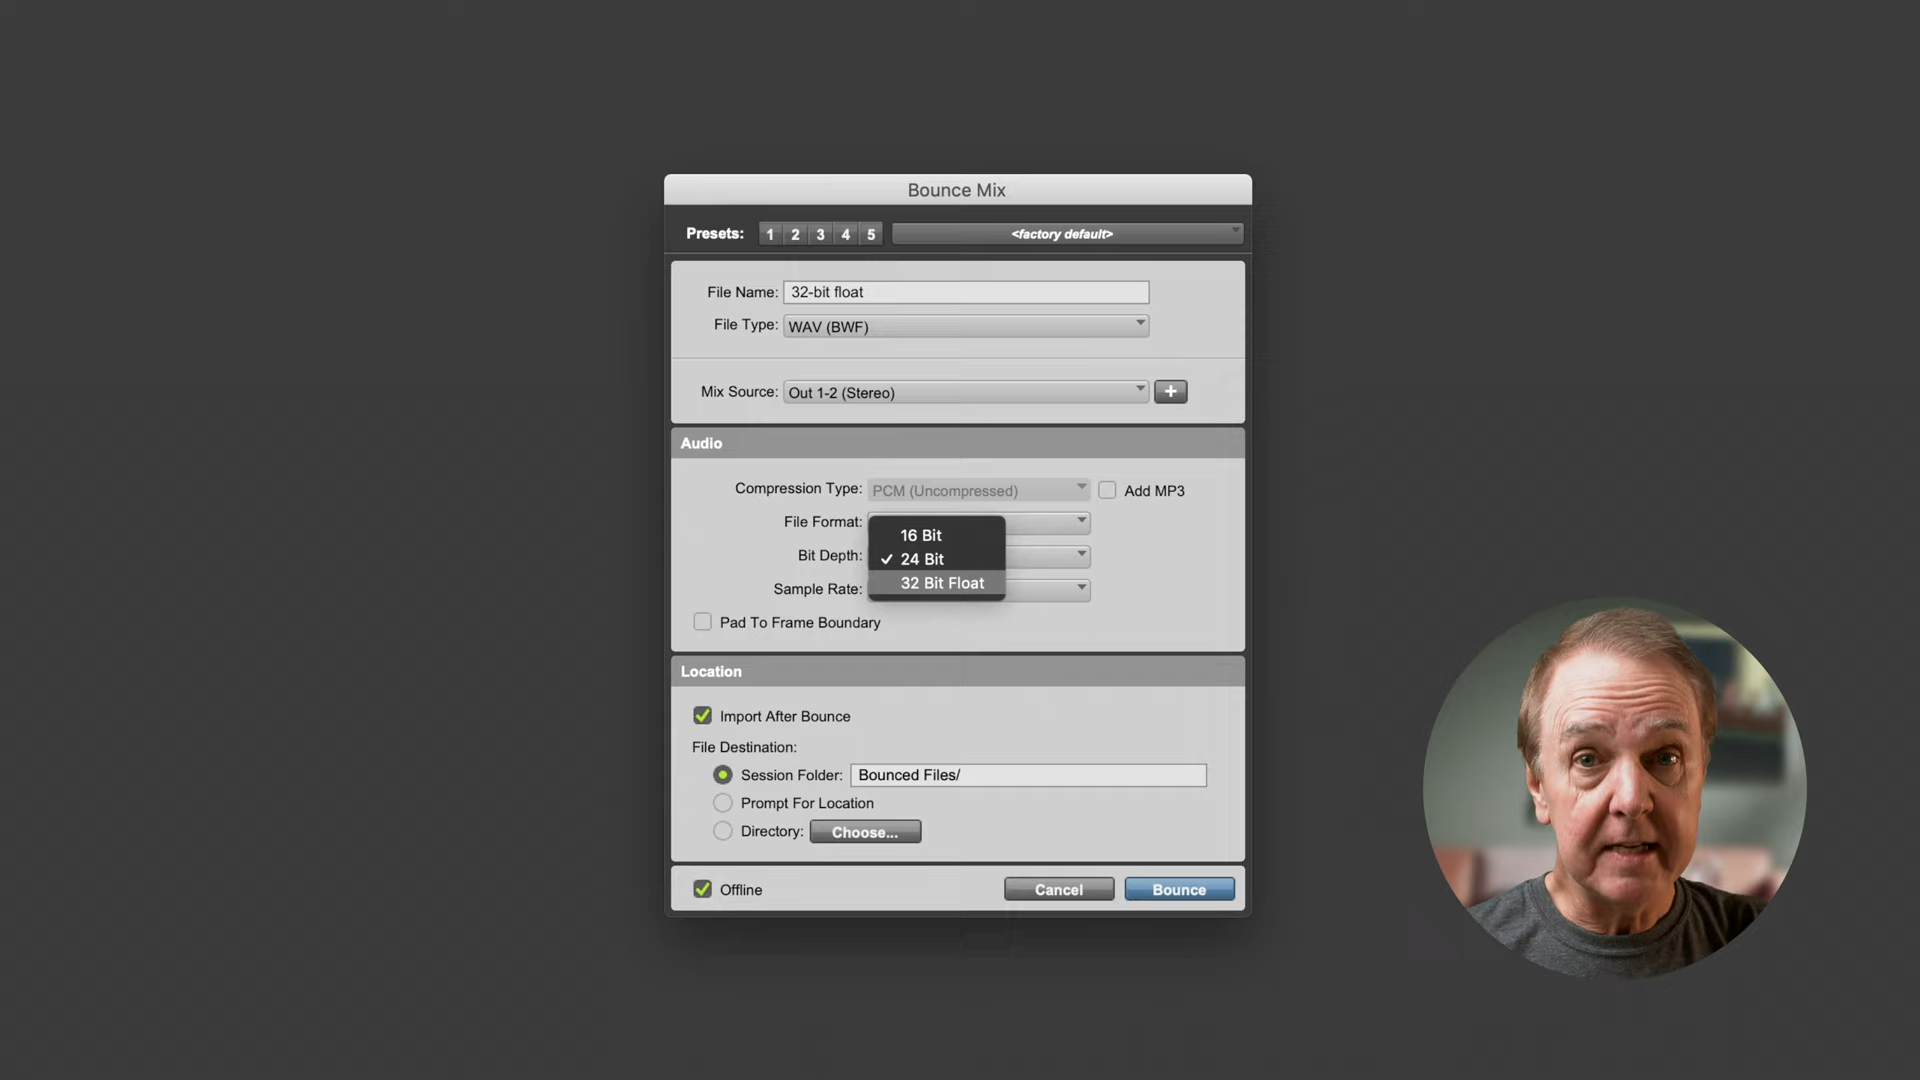 Bounce Mix
Presets: 1 2 3 4 5 <factory default>
File Name: 32-bit float
File Type: WAV (BWF)
Mix Source: Out 1-2 (Stereo) +
Audio
Compression Type: PCM (Uncompressed) Add MP3
File Format:
16 Bit
Bit Depth:
24 Bit
32 Bit Float
Sample Rate:
Pad To Frame Boundary
Location
Import After Bounce
File Destination:
Session Folder: Bounced Files/
Prompt For Location
Directory: Choose...
Offline Cancel Bounce